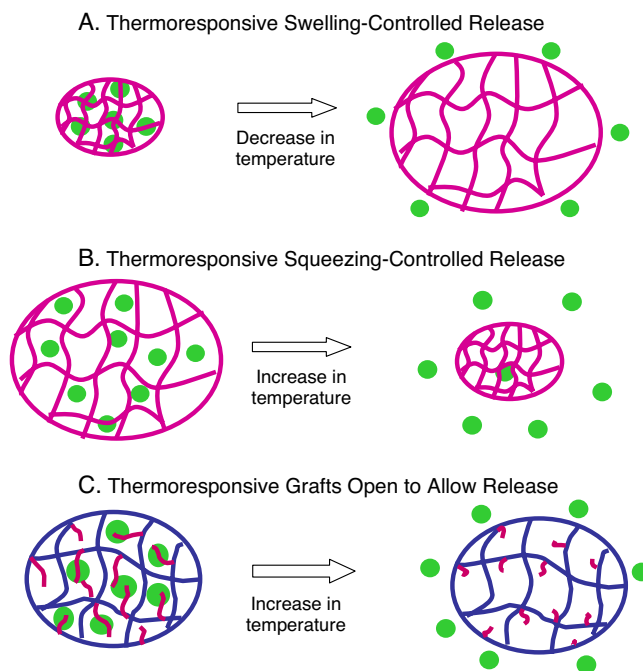 A. Thermoresponsive Swelling-Controlled Release
Decrease in
temperature
B. Thermoresponsive Squeezing-Controlled Release
Increase in
temperature
C. Thermoresponsive Grafts Open to Allow Release
Increase in
temperature